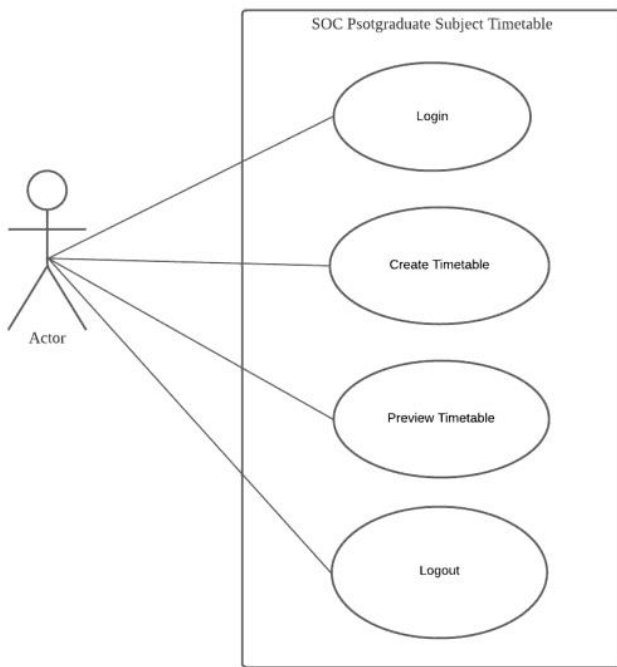 SOC Psotgraduate Subject Timetable
Login
Create Timetable
Actor
Preview Timetable
Logout